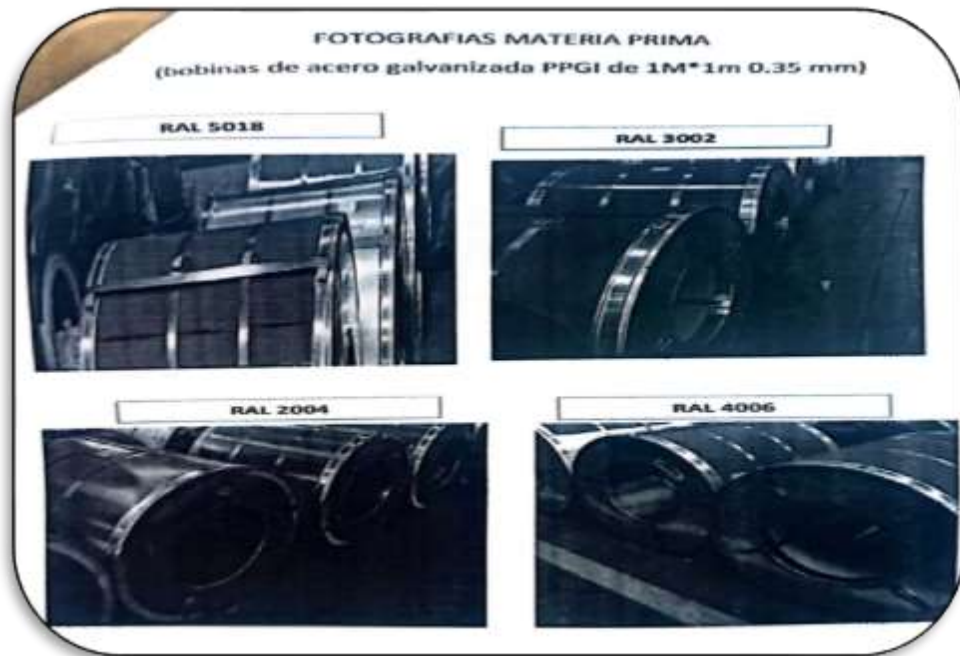 FOTOGRAFIAS MATERIA PRIMA
(bobinas de acero galvanizada PPGI de 1M*1m 0.35 mm)
RAL 5018
RAL 3002
RAL 2004
RAL 4006